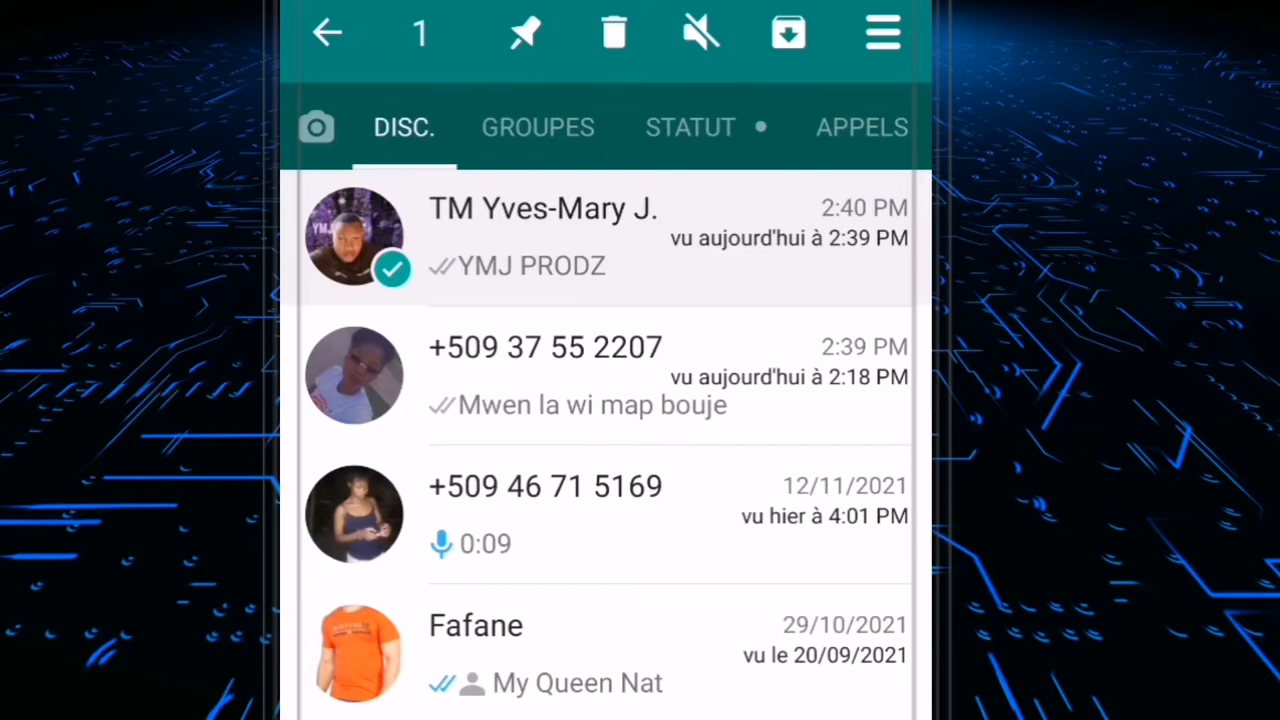 1
DISC. GROUPES STATUT • APPELS
TM Yves-Mary J. 2:40 PM
vu aujourd'hui à 2:39 PM
YMJ PRODZ
+509 37 55 2207 2:39 PM
vu aujourd'hui à 2:18 PM
Mwen la wi map bouje
+509 46 71 5169 12/11/2021
vu hier à 4:01 PM
0:09
Fafane 29/10/2021
vu le 20/09/2021
My Queen Nat